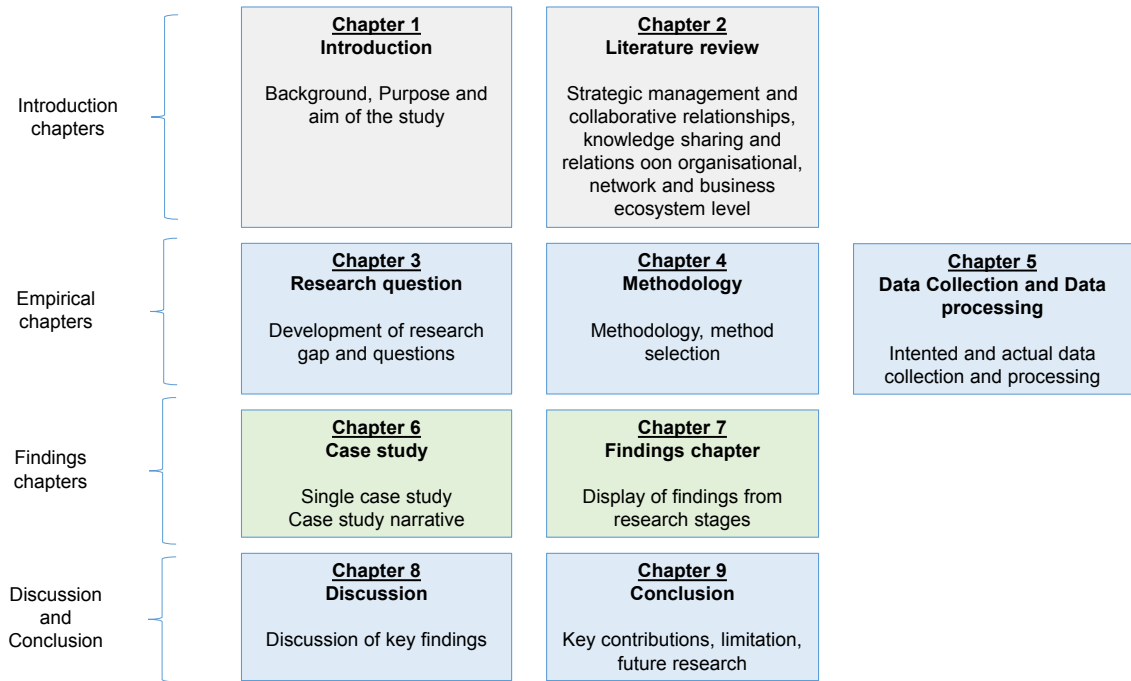 Introduction
chapters
Chapter 1
Introduction
Background, Purpose and
aim of the study
Chapter 2
Literature review
Strategic management and
collaborative relationships,
knowledge sharing and
relations oon organisational,
network and business
ecosystem level
Empirical
chapters
Chapter 3
Research question
Development of research
gap and questions
Chapter 4
Methodology
Methodology, method
selection
Chapter 5
Data Collection and Data
processing
Intented and actual data
collection and processing
Findings
chapters
Chapter 6
Case study
Single case study
Case study narrative
Chapter 7
Findings chapter
Display of findings from
research stages
Discussion
and
Conclusion
Chapter 8
Discussion
Discussion of key findings
Chapter 9
Conclusion
Key contributions, limitation,
future research